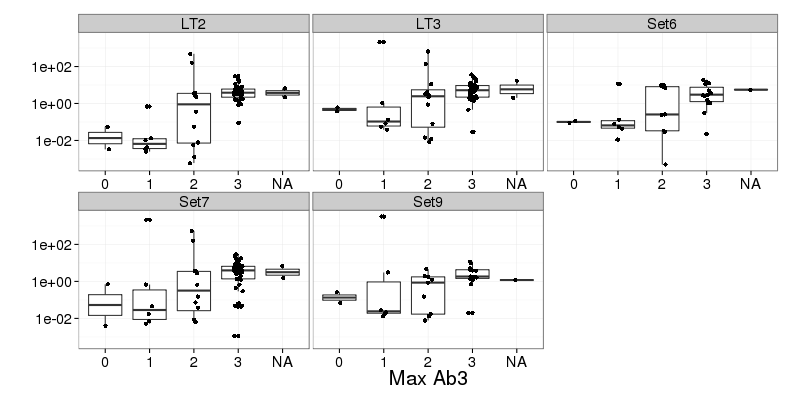 LT2 LT3 Set6
1e+02
1e+00
1e-02
0 1 2 3 NA 0 1 2 3 NA 0 1 2 3 NA
Set7 Set9
1e+02
1e+00
1e-02
0 1 2 3 NA 0 1 2 3 NA
Max Ab3